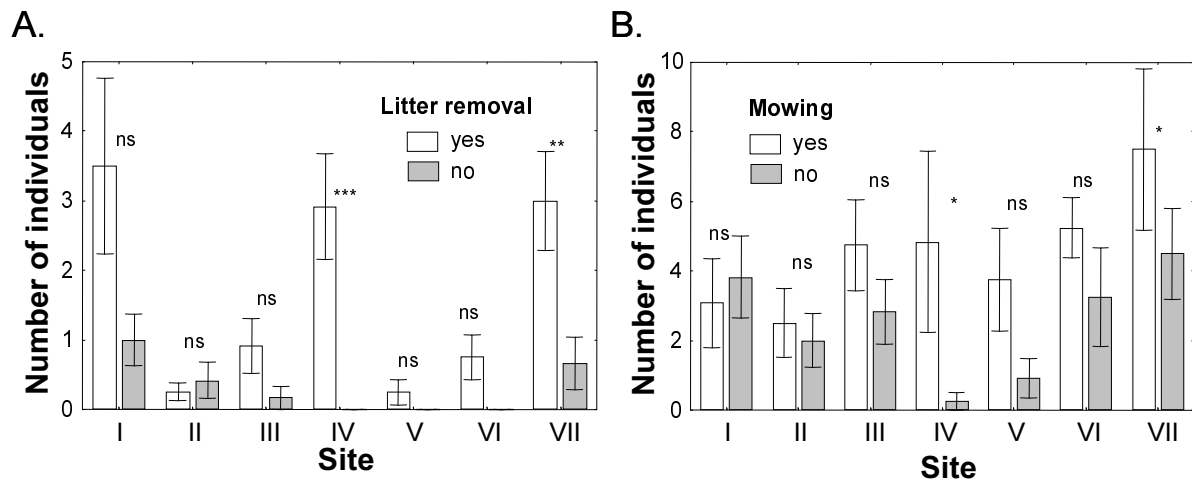 A.
Number of individuals
5
4
3
2
1
0
Litter removal
yes
no
ns
ns
ns
***
ns
ns
**
I II III IV V VI VII
Site
B.
Number of individuals
10
8
6
4
2
0
Mowing
yes
no
ns
ns
ns
*
ns
ns
*
I II III IV V VI VII
Site